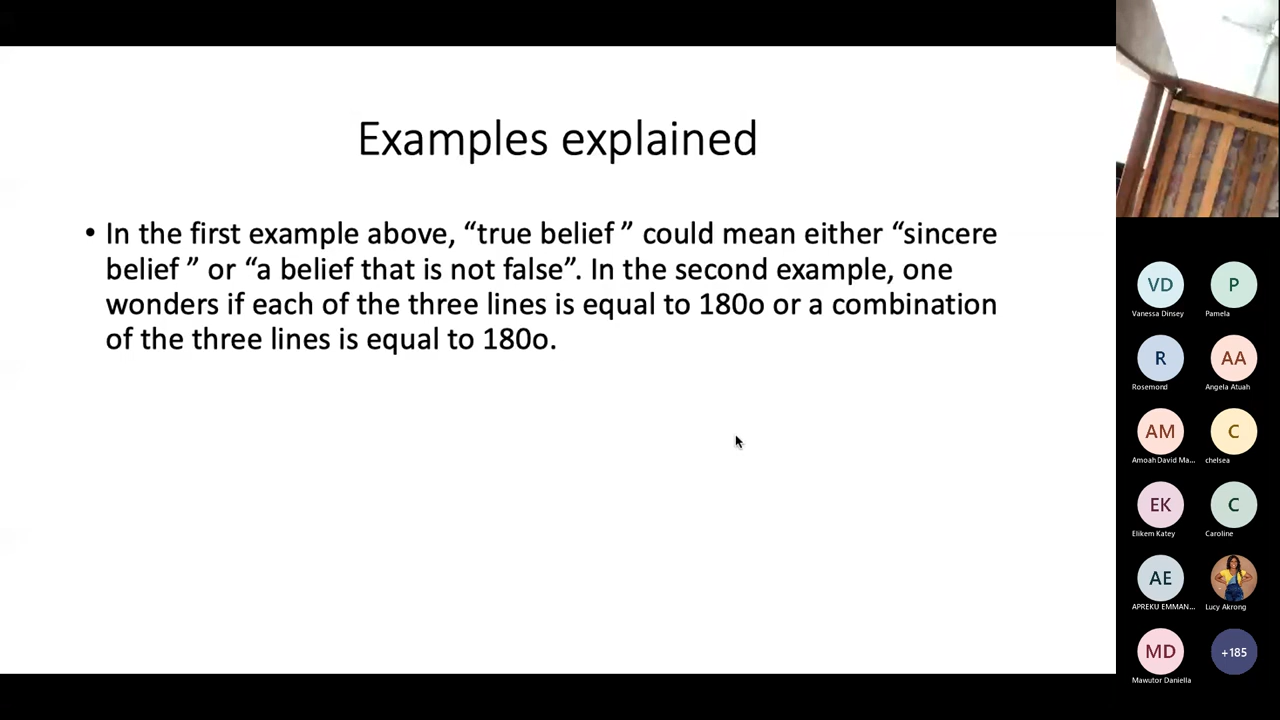 Examples explained
• In the first example above, “true belief ” could mean either “sincere
belief ” or “a belief that is not false”. In the second example, one
wonders if each of the three lines is equal to 180o or a combination
of the three lines is equal to 180o.
VD
Vanessa Dinsey
P
Pamela
R
Rosemond
AA
Angela Atuah
AM
Amoah David Ma...
C
chelsea
EK
Elikem Katey
C
Caroline
AE
APREKU EMMAN...
Lucy Akrong
MD
Mawutor Daniella
+185